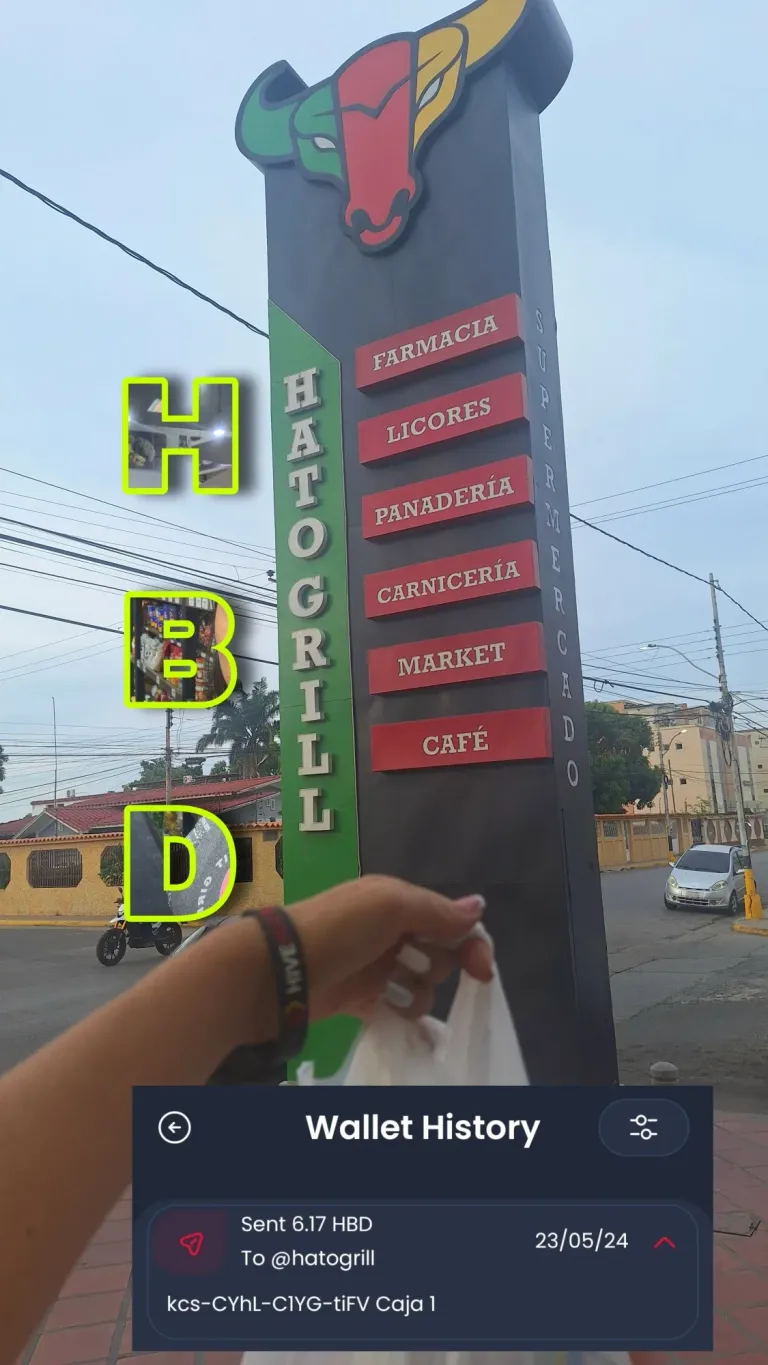 HATOGRILL
FARMACIA
LICORES
PANADERÍA
CARNICERÍA
MARKET
CAFÉ
SUPERMERCADO
H
B
D
HIVE
Wallet History
Sent 6.17 HBD
To @hatogrill
23/05/24
kcs-CYhL-C1YG-tiFV Caja 1